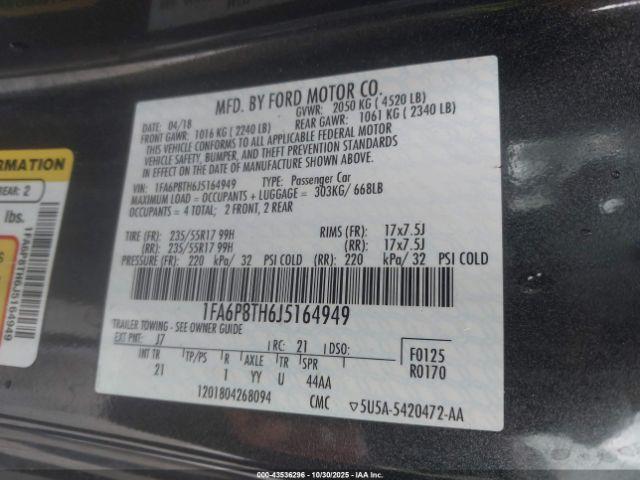 MFD. BY FORD MOTOR CO.
DATE: 04/18 GVWR: 2050 KG ( 4520 LB)
FRONT GAWR: 1016 KG ( 2240 LB) REAR GAWR: 1061 KG ( 2340 LB)
THIS VEHICLE CONFORMS TO ALL APPLICABLE FEDERAL MOTOR
VEHICLE SAFETY, BUMPER, AND THEFT PREVENTION STANDARDS
IN EFFECT ON THE DATE OF MANUFACTURE SHOWN ABOVE.
VIN: 1FA6P8TH6J5164949 TYPE: Passenger Car
MAXIMUM LOAD = OCCUPANTS + LUGGAGE = 303KG/ 668LB
OCCUPANTS = 4 TOTAL; 2 FRONT, 2 REAR
TIRE (FR): 235/55R17 99H RIMS (FR): 17x7.5J
(RR): 235/55R17 99H (RR): 17x7.5J
PRESSURE (FR): 220 kPa/ 32 PSI COLD (RR): 220 kPa/ 32 PSI COLD
1FA6P8TH6J5164949
TRAILER TOWING - SEE OWNER GUIDE
EXT PNT: J7 RC: 21 DSO:
INT TR TP/PS R AXLE TR SPR
21 1 YY U 44AA
F0125
R0170
1201804268094 CMC 5U5A-5420472-AA
FORMATION
REAR: 2
lbs.
1FA6P8TH6J5164949
000-43536296 - 10/30/2025 - IAA Inc.